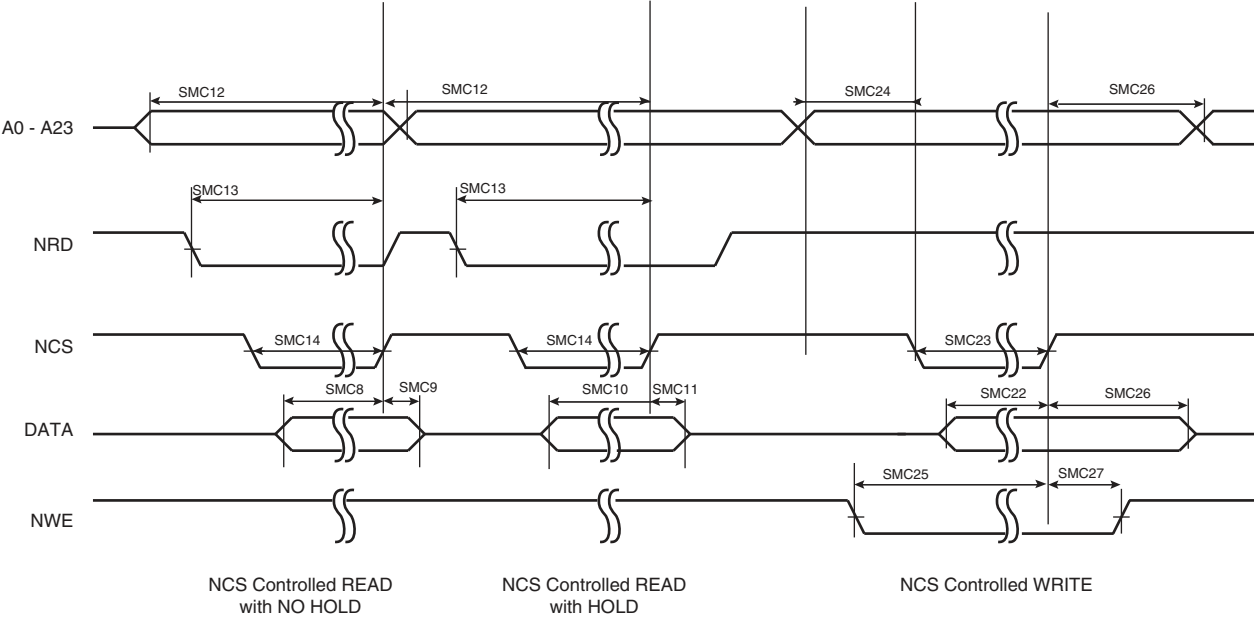 SMC12
SMC12
SMC24
SMC26
A0 - A23
SMC13
SMC13
NRD
NCS
SMC14
SMC14
SMC23
SMC8
SMC9
SMC10
SMC11
SMC22
SMC26
DATA
SMC25
SMC27
NWE
NCS Controlled READ
with NO HOLD
NCS Controlled READ
with HOLD
NCS Controlled WRITE